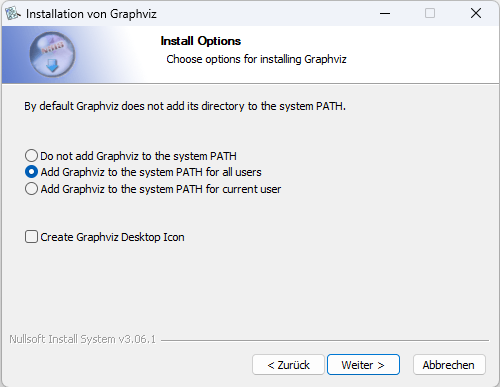 Installation von Graphviz
Install Options
Choose options for installing Graphviz
By default Graphviz does not add its directory to the system PATH.
Do not add Graphviz to the system PATH
Add Graphviz to the system PATH for all users
Add Graphviz to the system PATH for current user
Create Graphviz Desktop Icon
Nullsoft Install System v3.06.1
< Zurück
Weiter >
Abbrechen